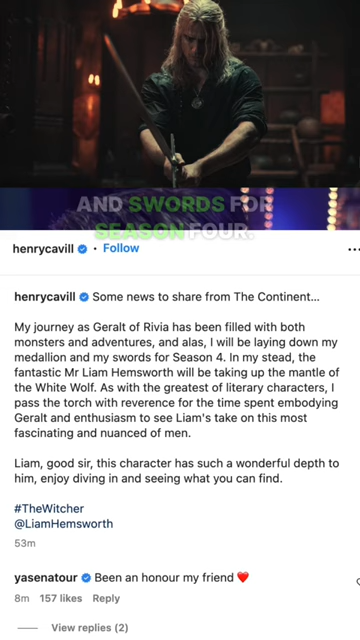 AND SWORDS FOR
SEASON FOUR.
henrycavill • Follow
henrycavill Some news to share from The Continent...
My journey as Geralt of Rivia has been filled with both
monsters and adventures, and alas, I will be laying down my
medallion and my swords for Season 4. In my stead, the
fantastic Mr Liam Hemsworth will be taking up the mantle of
the White Wolf. As with the greatest of literary characters, I
pass the torch with reverence for the time spent embodying
Geralt and enthusiasm to see Liam's take on this most
fascinating and nuanced of men.
Liam, good sir, this character has such a wonderful depth to
him, enjoy diving in and seeing what you can find.
#TheWitcher
@LiamHemsworth
53m
yasenatour Been an honour my friend ❤️
8m 157 likes Reply
View replies (2)